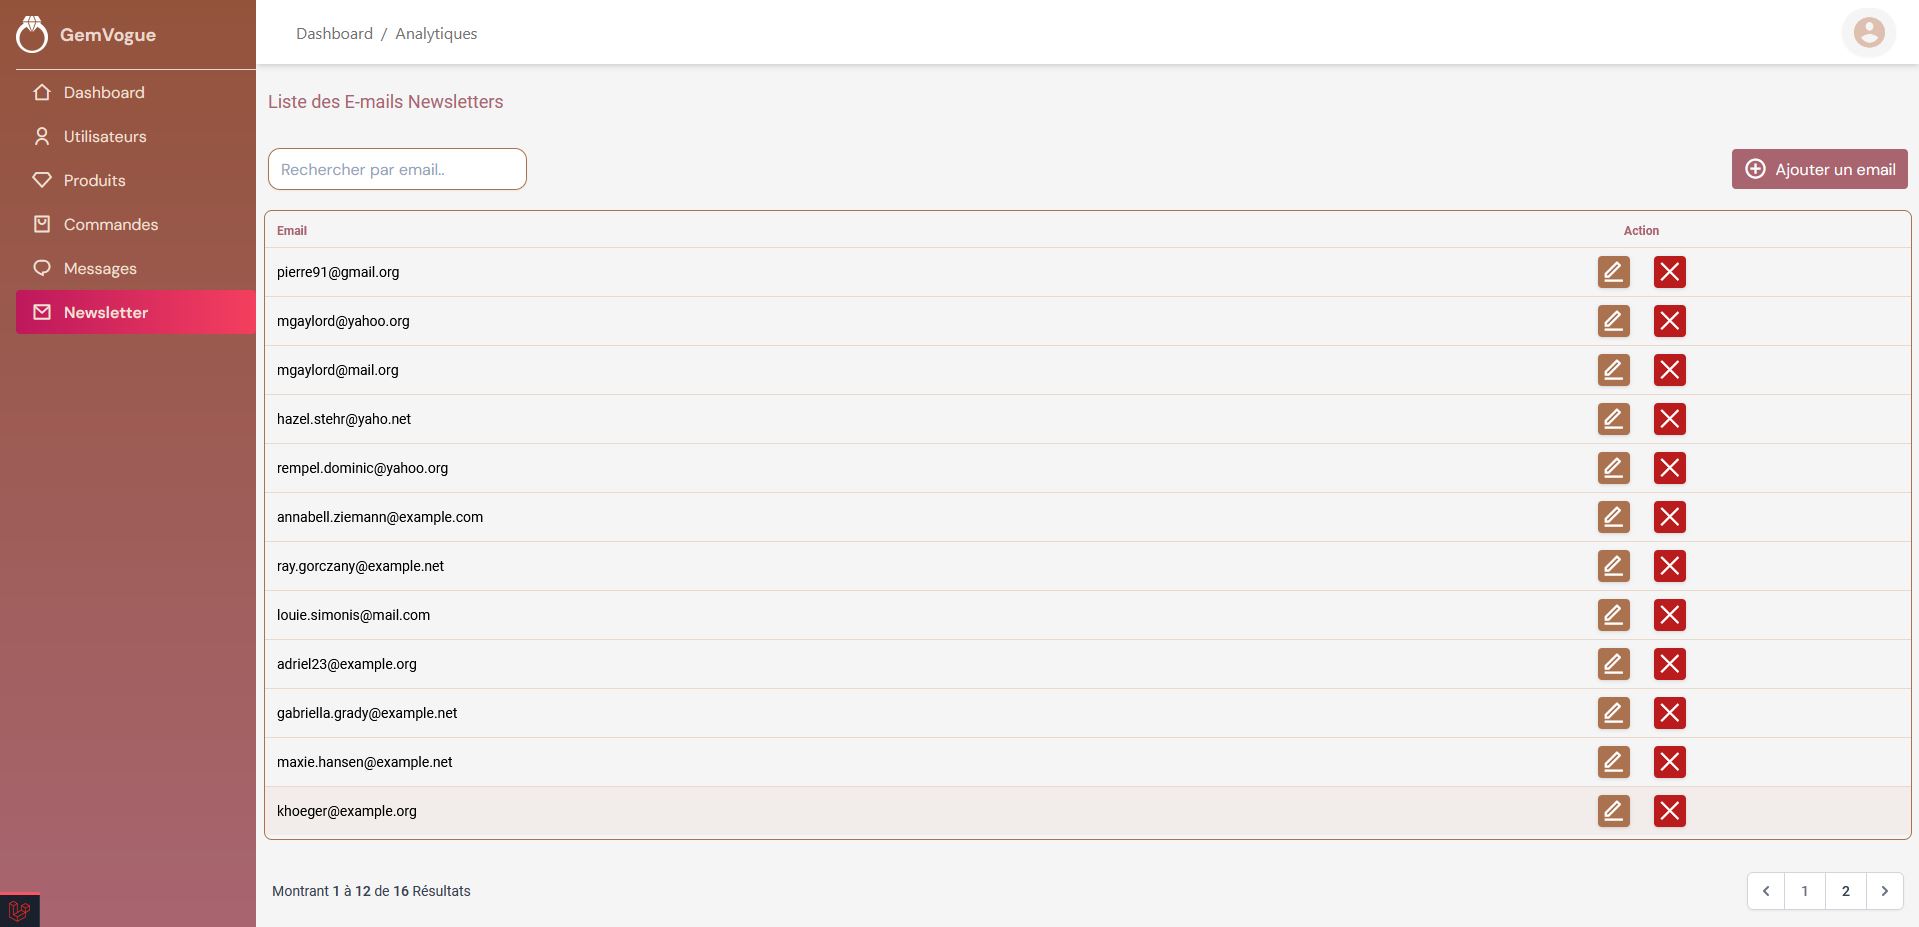 GemVogue
Dashboard
Utilisateurs
Produits
Commandes
Messages
Newsletter
Dashboard / Analytiques
Liste des E-mails Newsletters
Rechercher par email..
Ajouter un email
Email Action
pierre91@gmail.org
mgaylord@yahoo.org
mgaylord@mail.org
hazel.stehr@yaho.net
rempel.dominic@yahoo.org
annabell.ziemann@example.com
ray.gorczany@example.net
louie.simonis@mail.com
adriel23@example.org
gabriella.grady@example.net
maxie.hansen@example.net
khoeger@example.org
Montrant 1 à 12 de 16 Résultats
1 2